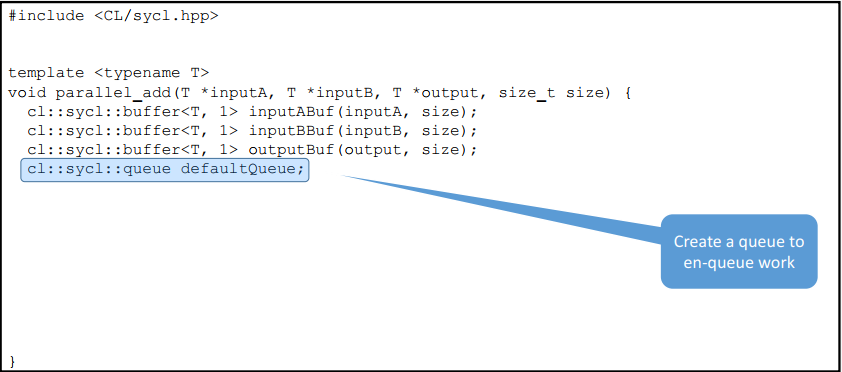 #include <CL/sycl.hpp>
template <typename T>
void parallel_add(T *inputA, T *inputB, T *output, size_t size) {
  cl::sycl::buffer<T, 1> inputABuf(inputA, size);
  cl::sycl::buffer<T, 1> inputBBuf(inputB, size);
  cl::sycl::buffer<T, 1> outputBuf(output, size);
  cl::sycl::queue defaultQueue;
Create a queue to
en-queue work
}